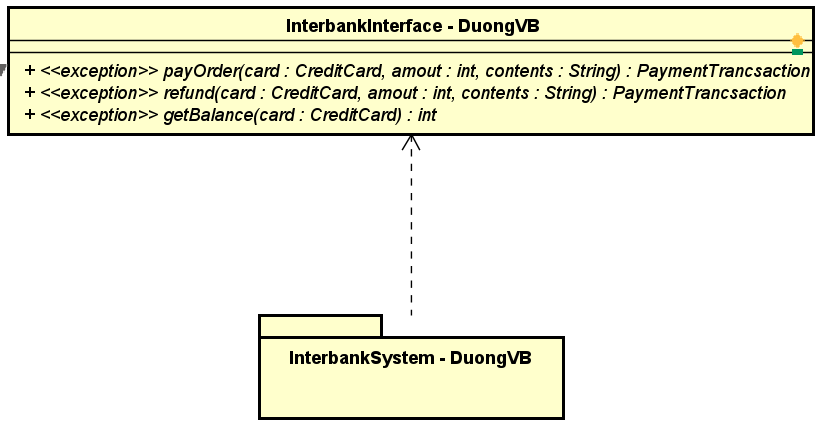 InterbankInterface - DuongVB
+ <<exception>> payOrder(card : CreditCard, amout : int, contents : String) : PaymentTrancsaction
+ <<exception>> refund(card : CreditCard, amout : int, contents : String) : PaymentTrancsaction
+ <<exception>> getBalance(card : CreditCard) : int
InterbankSystem - DuongVB